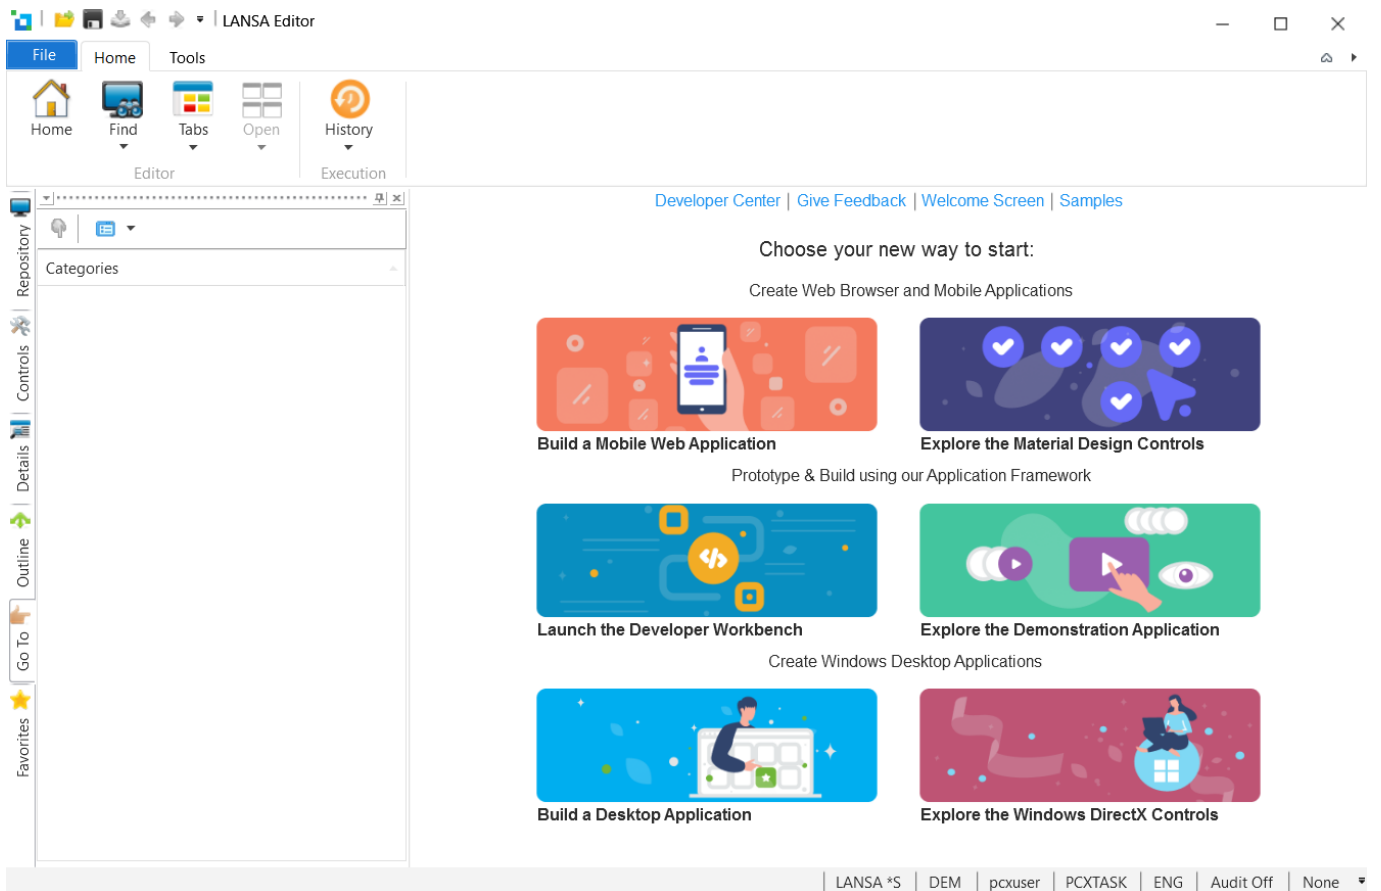 LANSA Editor
File Home Tools
Home Find Tabs Open History
Editor Execution
Developer Center | Give Feedback | Welcome Screen | Samples
Repository
Controls
Details
Outline
Go To
Favorites
Categories
Choose your new way to start:
Create Web Browser and Mobile Applications
Build a Mobile Web Application Explore the Material Design Controls
Prototype & Build using our Application Framework
Launch the Developer Workbench Explore the Demonstration Application
Create Windows Desktop Applications
Build a Desktop Application Explore the Windows DirectX Controls
LANSA *S | DEM | pcxuser | PCXTASK | ENG | Audit Off | None